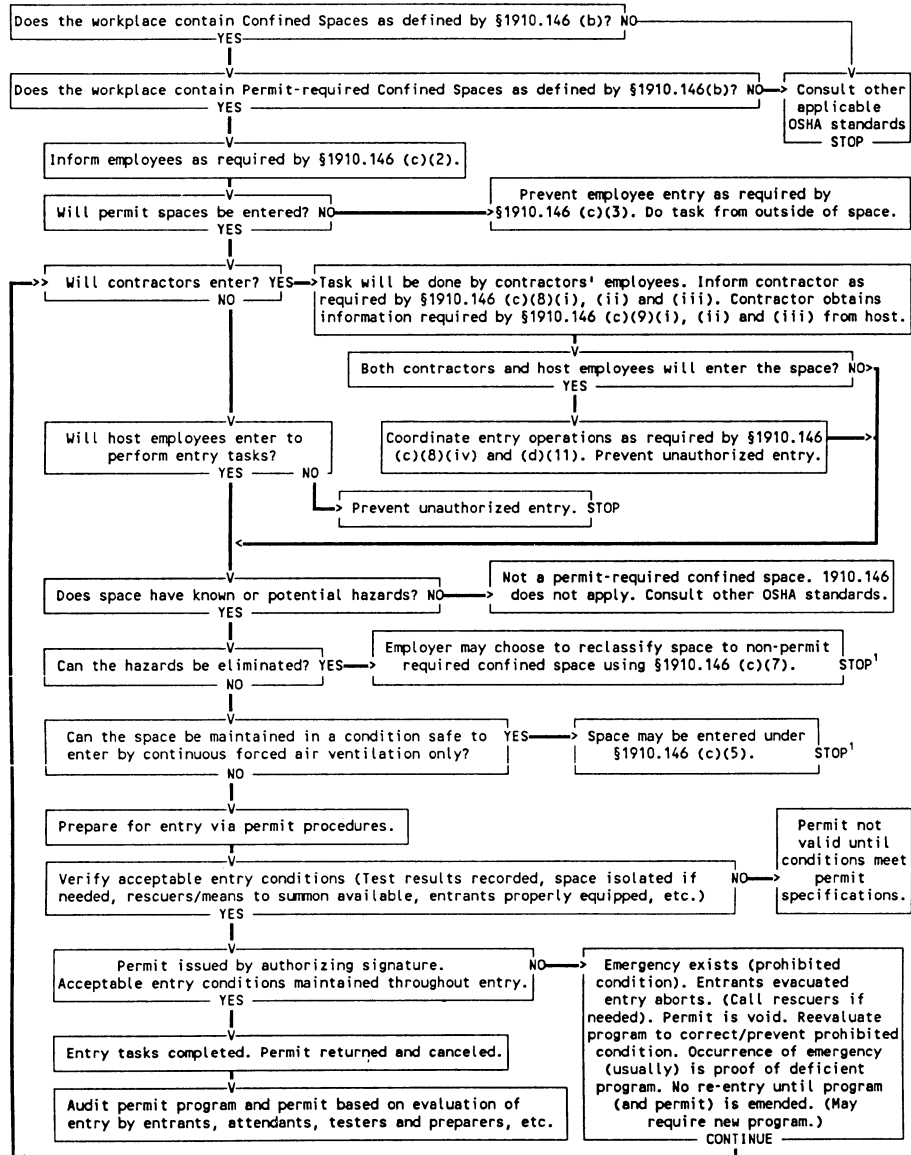 Does the workplace contain Confined Spaces as defined by §1910.146 (b)? NO
YES
Does the workplace contain Permit-required Confined Spaces as defined by §1910.146(b)? NO
YES
Consult other
applicable
OSHA standards
STOP
Inform employees as required by §1910.146 (c)(2).
Will permit spaces be entered? NO
YES
Prevent employee entry as required by
§1910.146 (c)(3). Do task from outside of space.
Will contractors enter? YES
NO
Task will be done by contractors' employees. Inform contractor as
required by §1910.146 (c)(8)(i), (ii) and (iii). Contractor obtains
information required by §1910.146 (c)(9)(i), (ii) and (iii) from host.
Both contractors and host employees will enter the space? NO
YES
Will host employees enter to
perform entry tasks?
YES NO
Coordinate entry operations as required by §1910.146
(c)(8)(iv) and (d)(11). Prevent unauthorized entry.
Prevent unauthorized entry. STOP
Does space have known or potential hazards? NO
YES
Not a permit-required confined space. 1910.146
does not apply. Consult other OSHA standards.
Can the hazards be eliminated? YES
NO
Employer may choose to reclassify space to non-permit
required confined space using §1910.146 (c)(7). STOP¹
Can the space be maintained in a condition safe to
enter by continuous forced air ventilation only?
YES
NO
Space may be entered under
§1910.146 (c)(5). STOP¹
Prepare for entry via permit procedures.
Verify acceptable entry conditions (Test results recorded, space isolated if
needed, rescuers/means to summon available, entrants properly equipped, etc.)
NO
YES
Permit not
valid until
conditions meet
permit
specifications.
Permit issued by authorizing signature.
Acceptable entry conditions maintained throughout entry.
NO
YES
Emergency exists (prohibited
condition). Entrants evacuated
entry aborts. (Call rescuers if
needed). Permit is void. Reevaluate
program to correct/prevent prohibited
condition. Occurrence of emergency
(usually) is proof of deficient
program. No re-entry until program
(and permit) is emended. (May
require new program.)
CONTINUE
Entry tasks completed. Permit returned and canceled.
Audit permit program and permit based on evaluation of
entry by entrants, attendants, testers and preparers, etc.